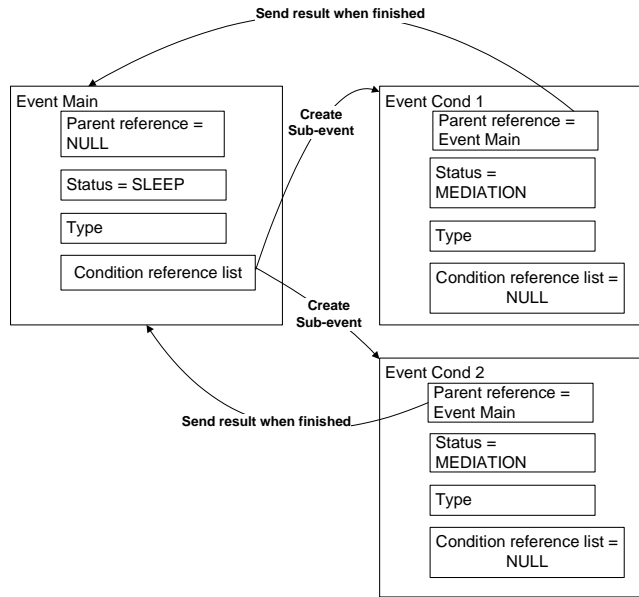 Send result when finished
Event Main
Parent reference =
NULL
Status = SLEEP
Type
Condition reference list
Create
Sub-event
Event Cond 1
Parent reference =
Event Main
Status =
MEDIATION
Type
Condition reference list =
NULL
Create
Sub-event
Send result when finished
Event Cond 2
Parent reference =
Event Main
Status =
MEDIATION
Type
Condition reference list =
NULL